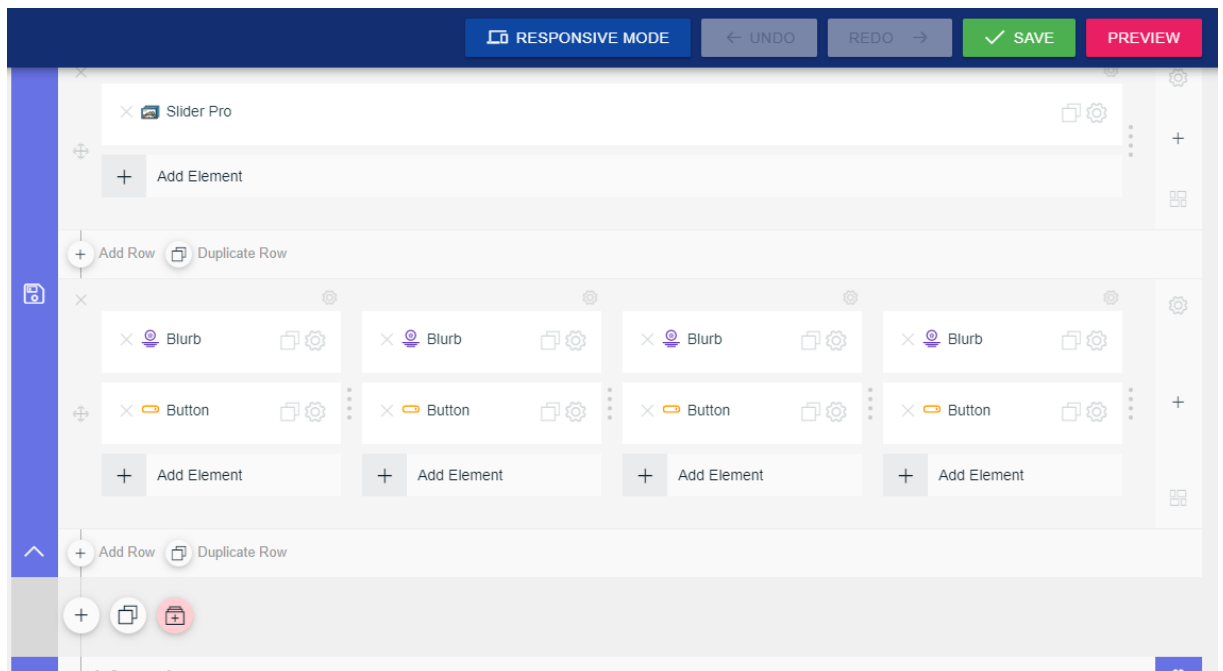 RESPONSIVE MODE UNDO REDO SAVE PREVIEW
Slider Pro
Add Element
Add Row Duplicate Row
Blurb Blurb Blurb Blurb
Button Button Button Button
Add Element Add Element Add Element Add Element
Add Row Duplicate Row